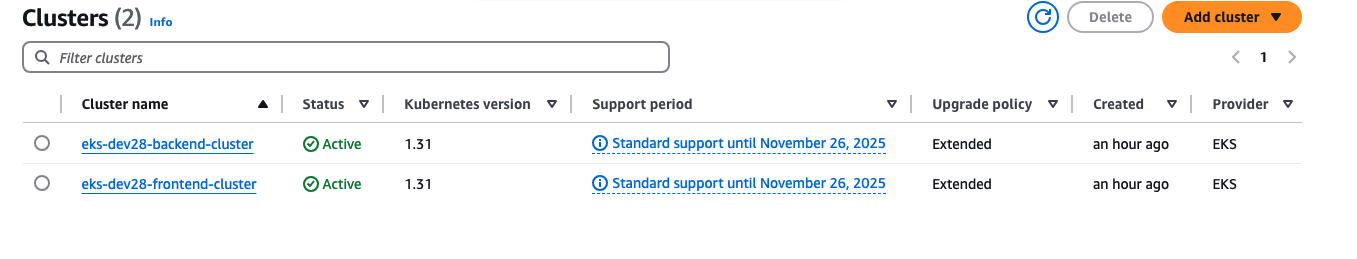 Clusters (2) Info
Delete
Add cluster
Filter clusters
1
Cluster name Status Kubernetes version Support period Upgrade policy Created Provider
eks-dev28-backend-cluster Active 1.31 Standard support until November 26, 2025 Extended an hour ago EKS
eks-dev28-frontend-cluster Active 1.31 Standard support until November 26, 2025 Extended an hour ago EKS